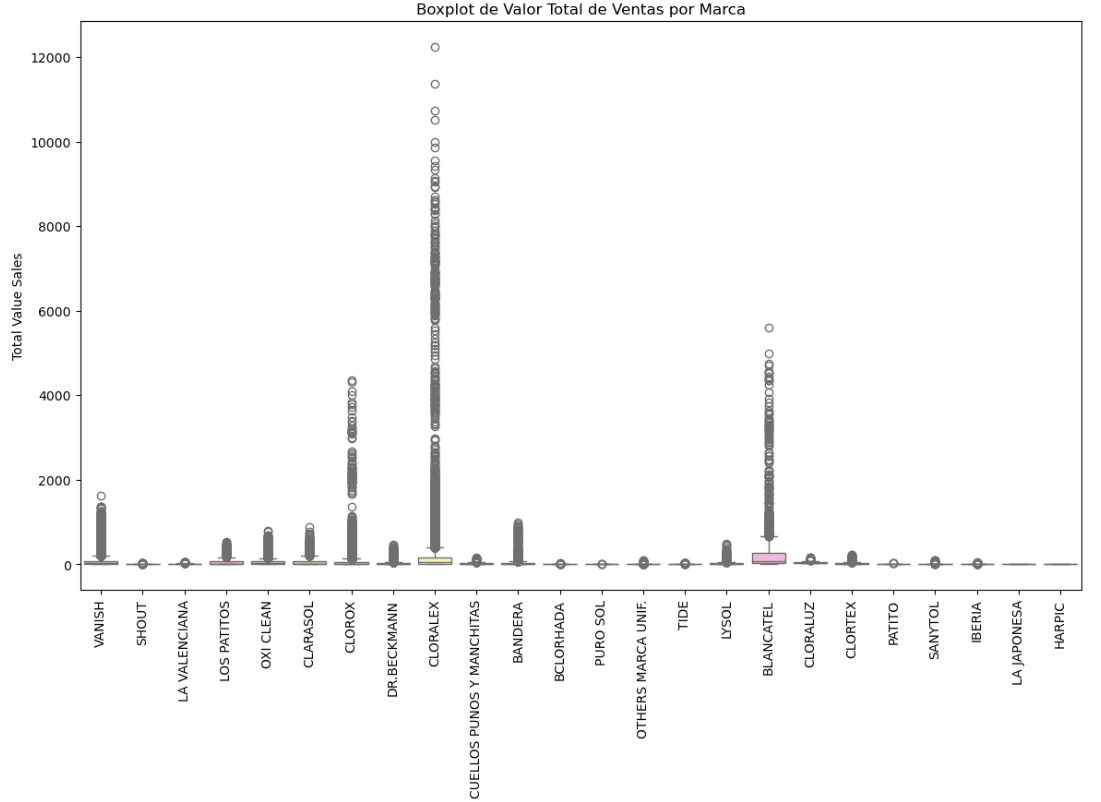 Boxplot de Valor Total de Ventas por Marca
Total Value Sales
12000
10000
8000
6000
4000
2000
0
VANISH
SHOUT
LA VALENCIANA
LOS PATITOS
OXI CLEAN
CLARASOL
CLOROX
DR.BECKMANN
CLORALEX
CUELLOS PUNOS Y MANCHITAS
BANDERA
BCLORHADA
PURO SOL
OTHERS MARCA UNIF.
TIDE
LYSOL
BLANCATEL
CLORALUZ
CLORTEX
PATITO
SANYTOL
IBERIA
LA JAPONESA
HARPIC